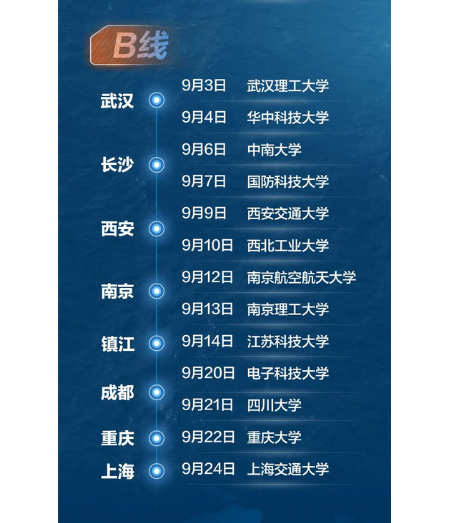 B线
武汉
9月3日 武汉理工大学
9月4日 华中科技大学
长沙
9月6日 中南大学
9月7日 国防科技大学
西安
9月9日 西安交通大学
9月10日 西北工业大学
南京
9月12日 南京航空航天大学
9月13日 南京理工大学
镇江
9月14日 江苏科技大学
成都
9月20日 电子科技大学
9月21日 四川大学
重庆
9月22日 重庆大学
上海
9月24日 上海交通大学